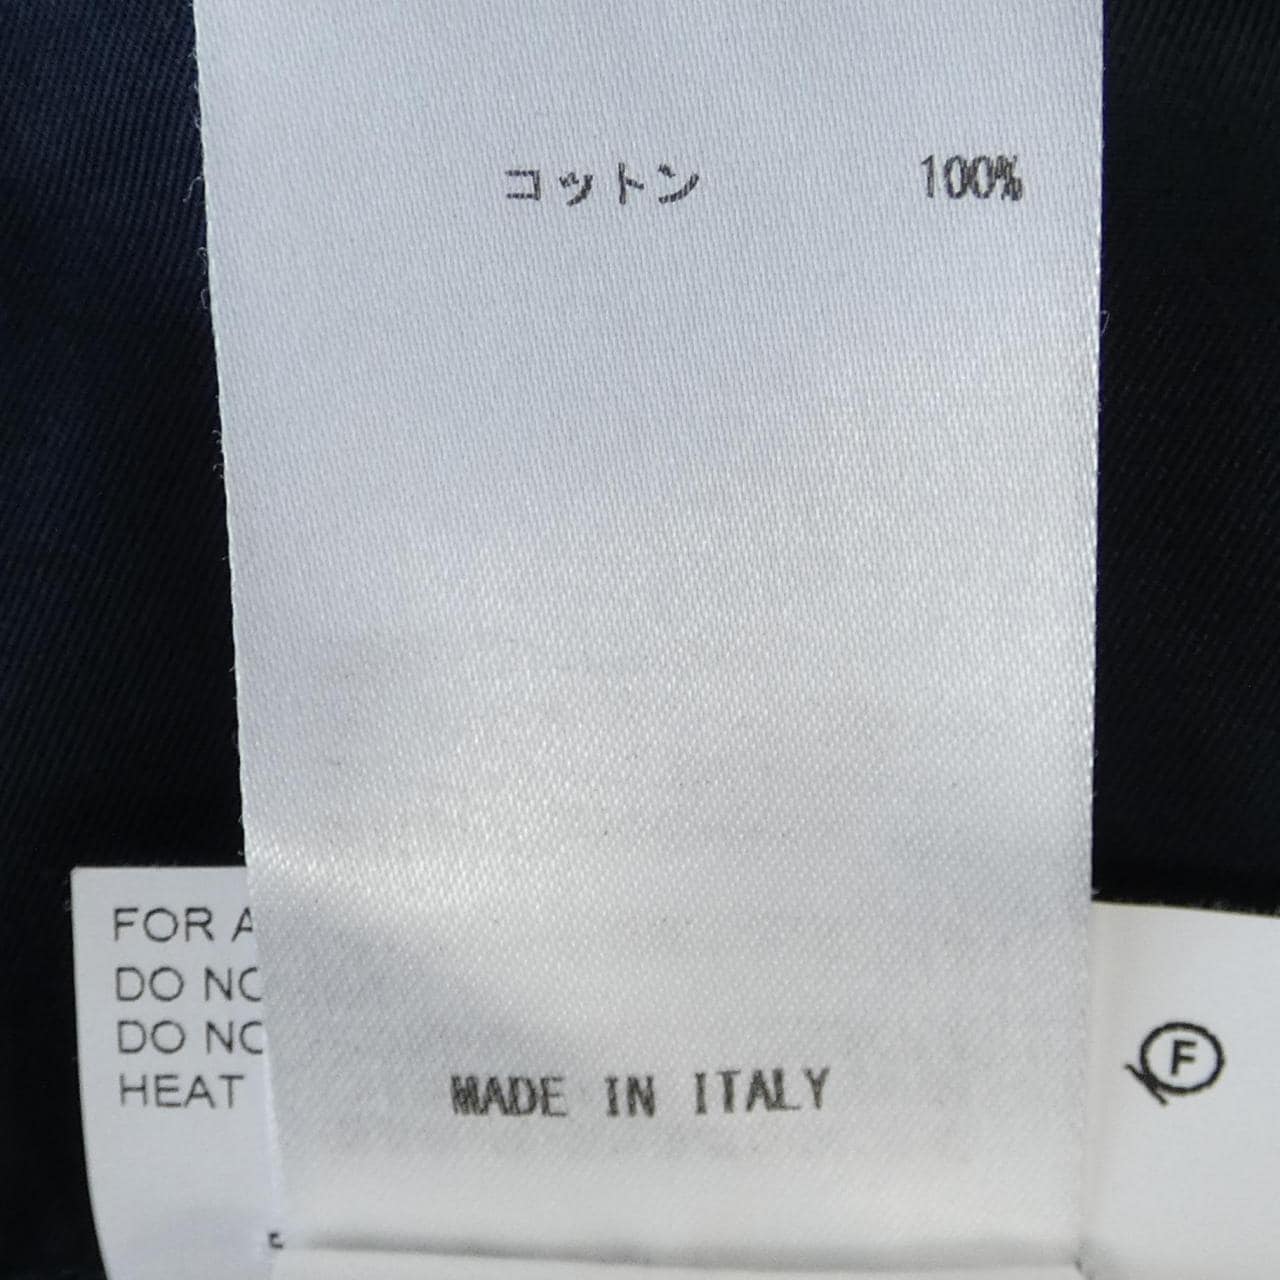 コットン 100%
FOR A
DO NO
DO NO
HEAT
MADE IN ITALY
F